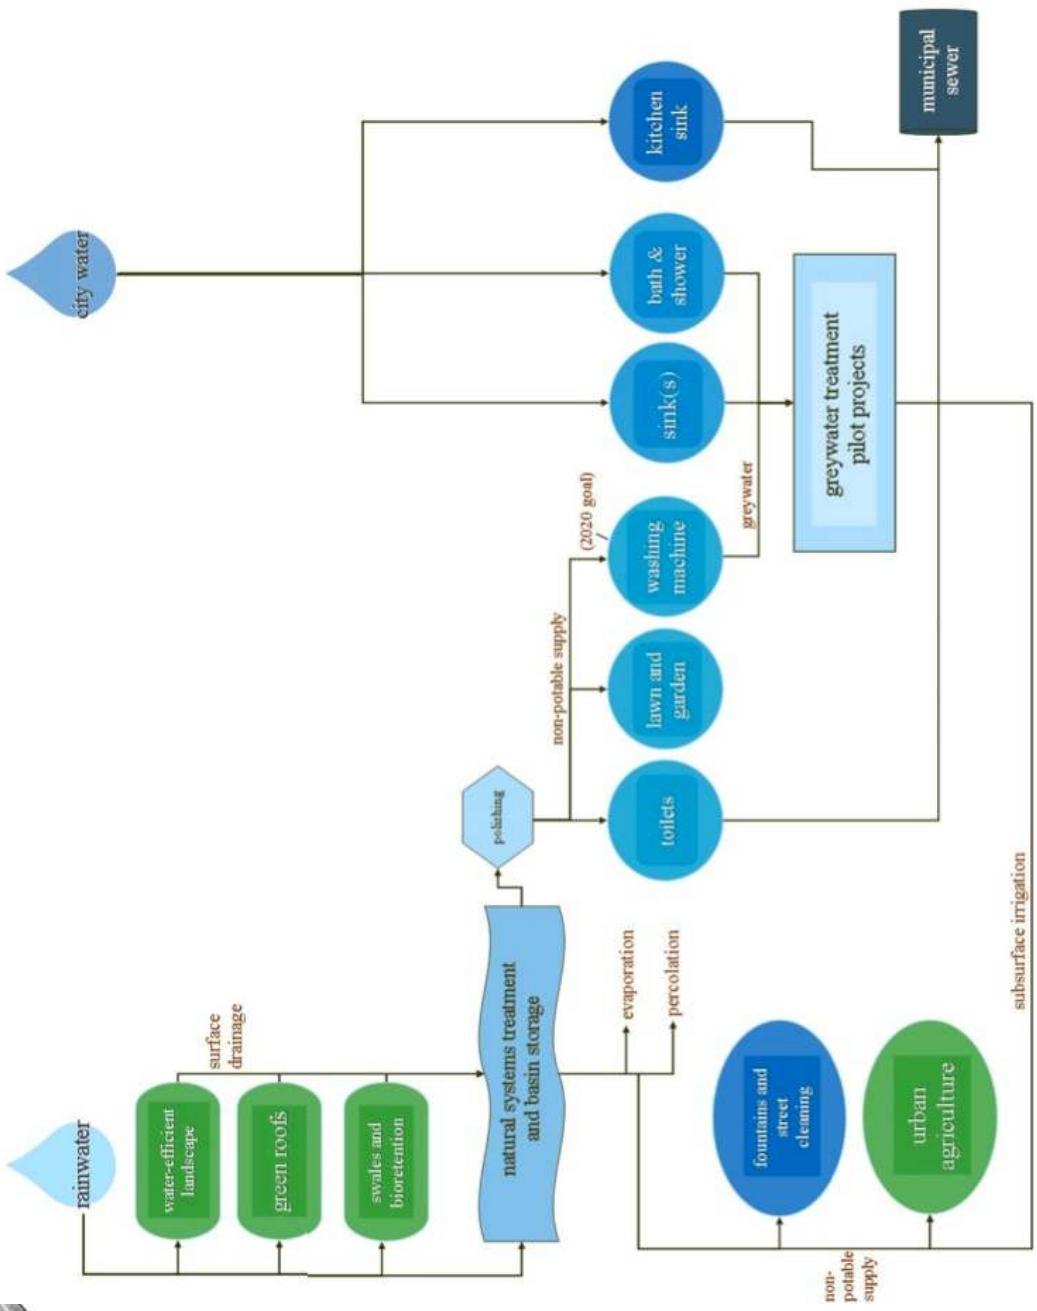 rainwater
city water
water-efficient
landscape
green roofs
swales and
bioretention
surface
drainage
natural systems treatment
and basin storage
polizhing
non-potable supply
(2020 goal)
evaporation
percolation
toilets
lawn and
garden
washing
machine
sink(s)
bath &
shower
kitchen
sink
greywater
greywater treatment
pilot projects
municipal
sewer
fountains and
street
cleaning
urban
agriculture
non-
potable
supply
subsurface irrigation